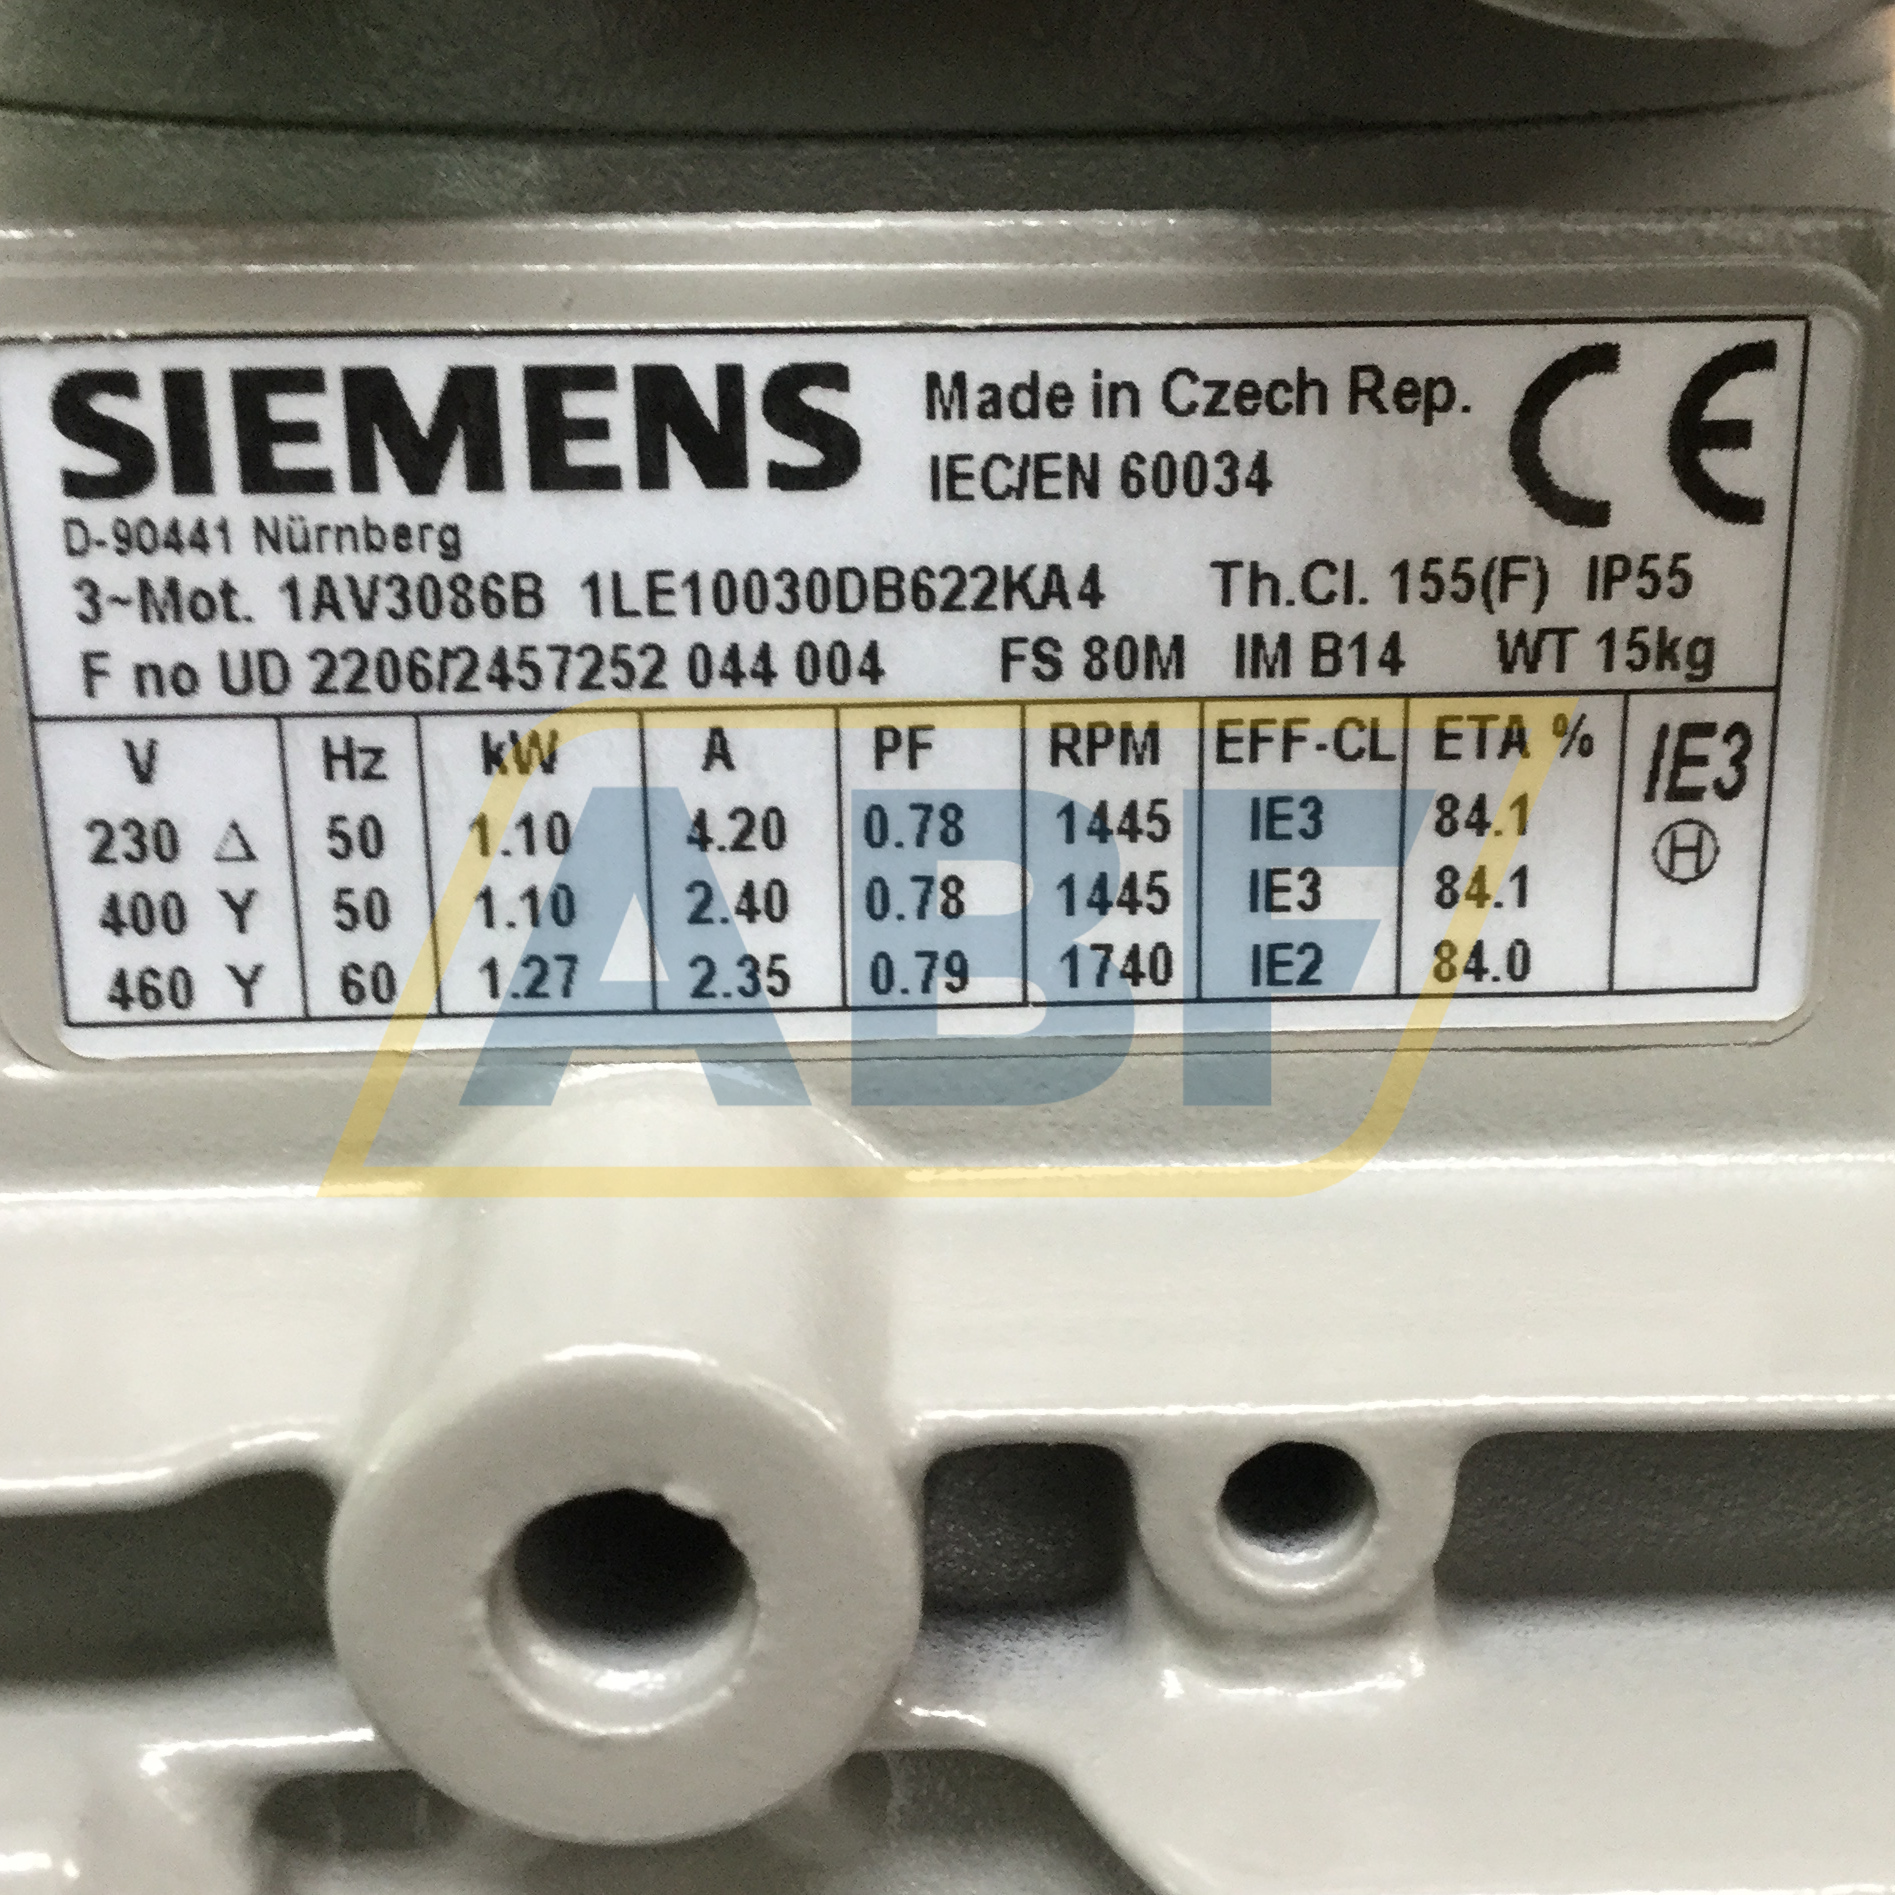 SIEMENS Made in Czech Rep. CE
IEC/EN 60034
D-90441 Nürnberg
3~Mot. 1AV3086B 1LE10030DB622KA4 Th.Cl. 155(F) IP55
F no UD 2206/2457252 044 004 FS 80M IM B14 WT 15kg
V Hz kW A PF RPM EFF-CL ETA % IE3
230 Δ 50 1.10 4.20 0.78 1445 IE3 84.1 H
400 Y 50 1.10 2.40 0.78 1445 IE3 84.1
460 Y 60 1.27 2.35 0.79 1740 IE2 84.0
ABF